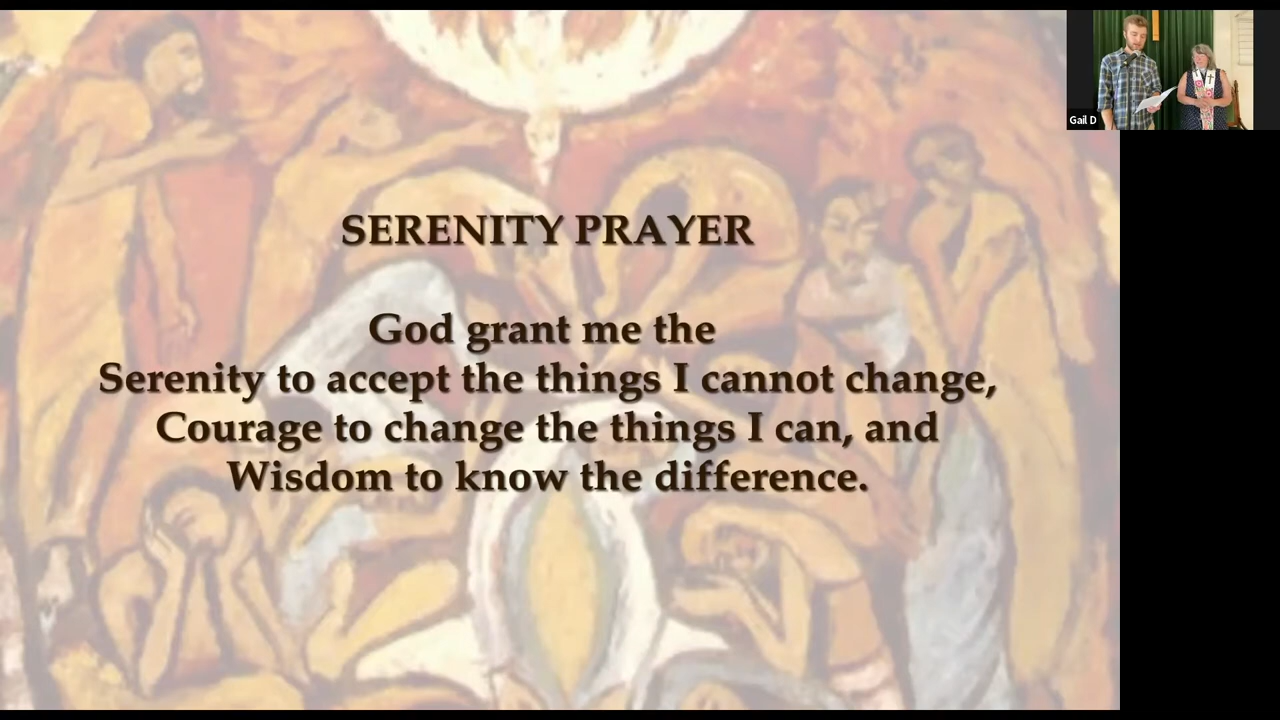 SERENITY PRAYER
God grant me the
Serenity to accept the things I cannot change,
Courage to change the things I can, and
Wisdom to know the difference.
Gail D